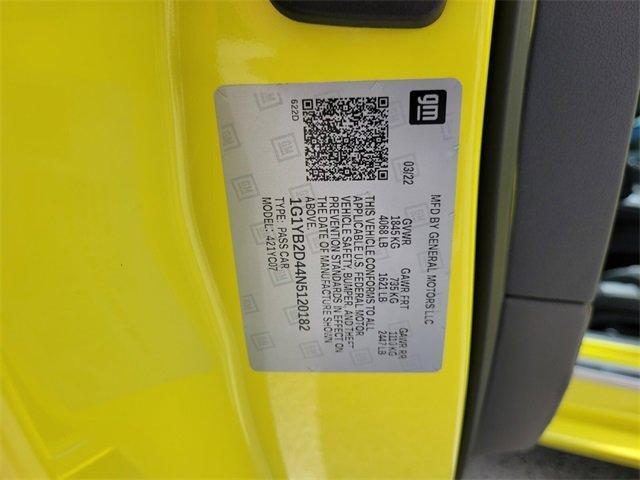 gm
MFD BY GENERAL MOTORS LLC
03/22
GVWR GAWR FRT GAWR RR
1845 KG 735 KG 1110 KG
4068 LB 1621 LB 2447 LB
THIS VEHICLE CONFORMS TO ALL
APPLICABLE U.S. FEDERAL MOTOR
VEHICLE SAFETY, BUMPER, AND THEFT
PREVENTION STANDARDS IN EFFECT ON
THE DATE OF MANUFACTURE SHOWN
ABOVE.
1G1YB2D44N5120182
TYPE: PASS CAR
MODEL: 421YC07
622D